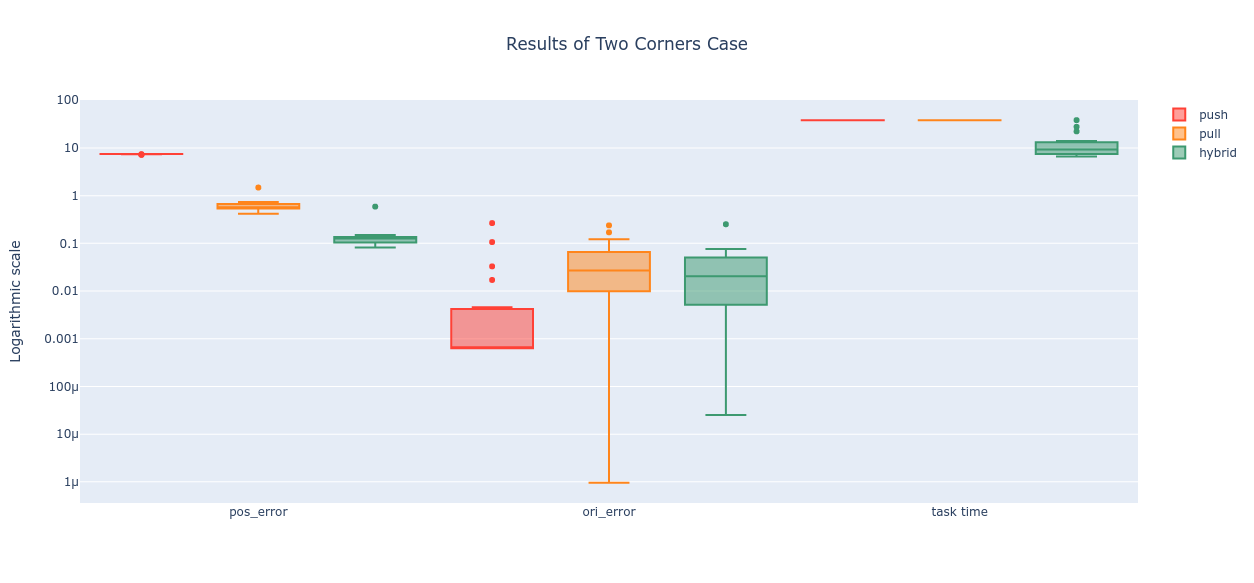 Results of Two Corners Case
100
10
1
0.1
0.01
0.001
100μ
10μ
1μ
Logarithmic scale
pos_error
ori_error
task time
push
pull
hybrid